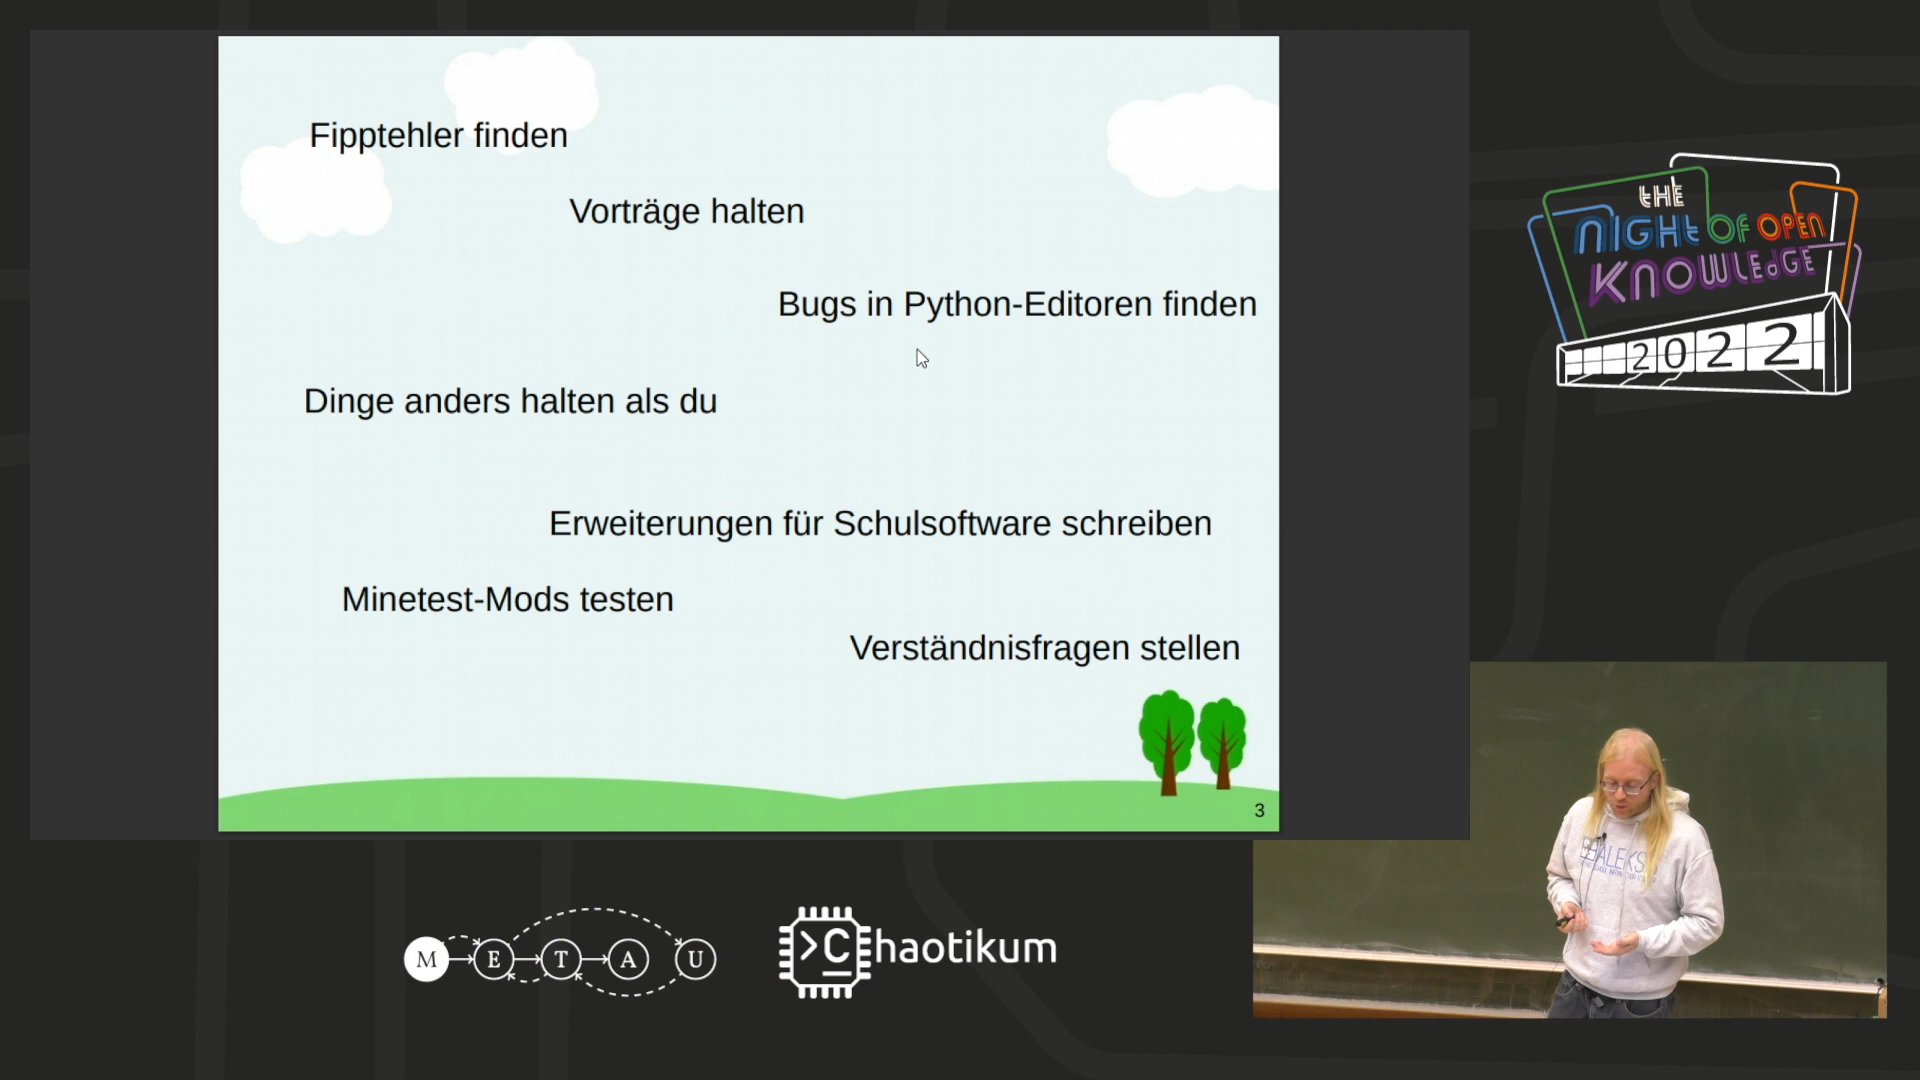 Fipptehler finden
Vorträge halten
Bugs in Python-Editoren finden
Dinge anders halten als du
Erweiterungen für Schulsoftware schreiben
Minetest-Mods testen
Verständnisfragen stellen
3
THE
NIGHT OF OPEN
KNOWLEDGE
2022
M E T A U
>Chaotikum